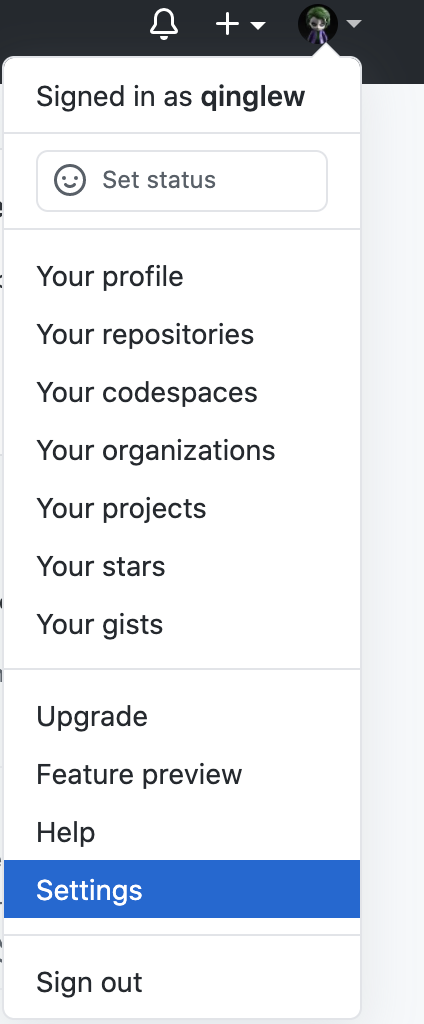 Signed in as qinglew
Set status
Your profile
Your repositories
Your codespaces
Your organizations
Your projects
Your stars
Your gists
Upgrade
Feature preview
Help
Settings
Sign out